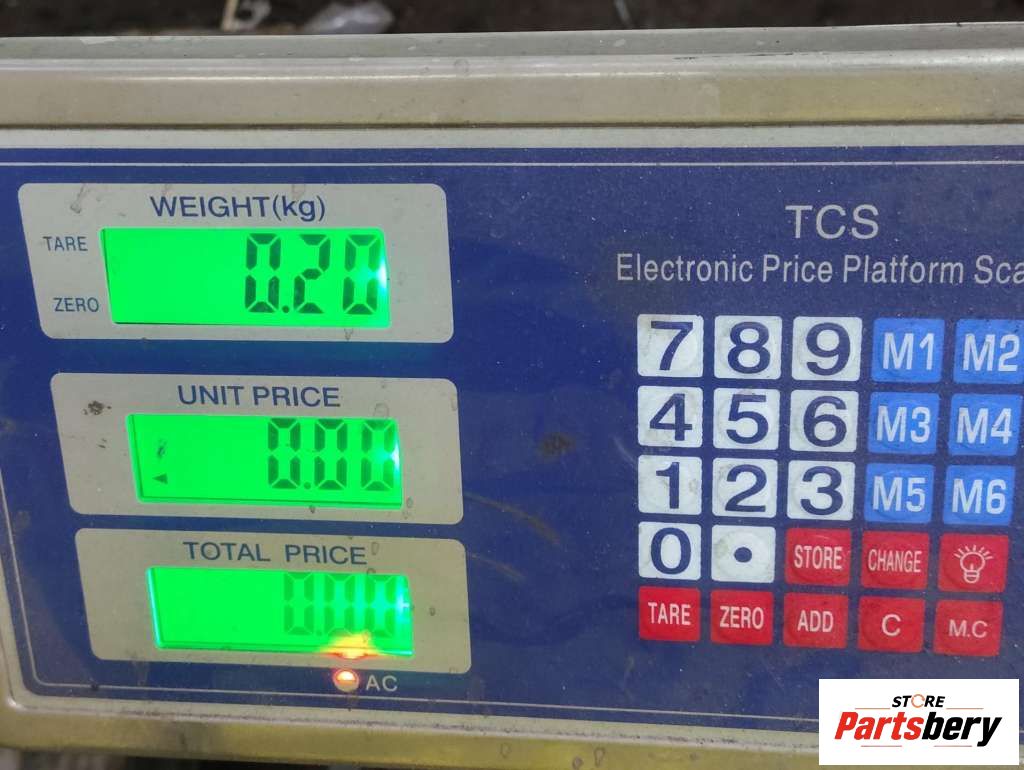 WEIGHT(kg)
TARE
0.20
ZERO
UNIT PRICE
0.00
TOTAL PRICE
0.00
AC
TCS
Electronic Price Platform Sca
7 8 9 M1 M2
4 5 6 M3 M4
1 2 3 M5 M6
0 . STORE CHANGE
TARE ZERO ADD C M.C
STORE
Partsbery